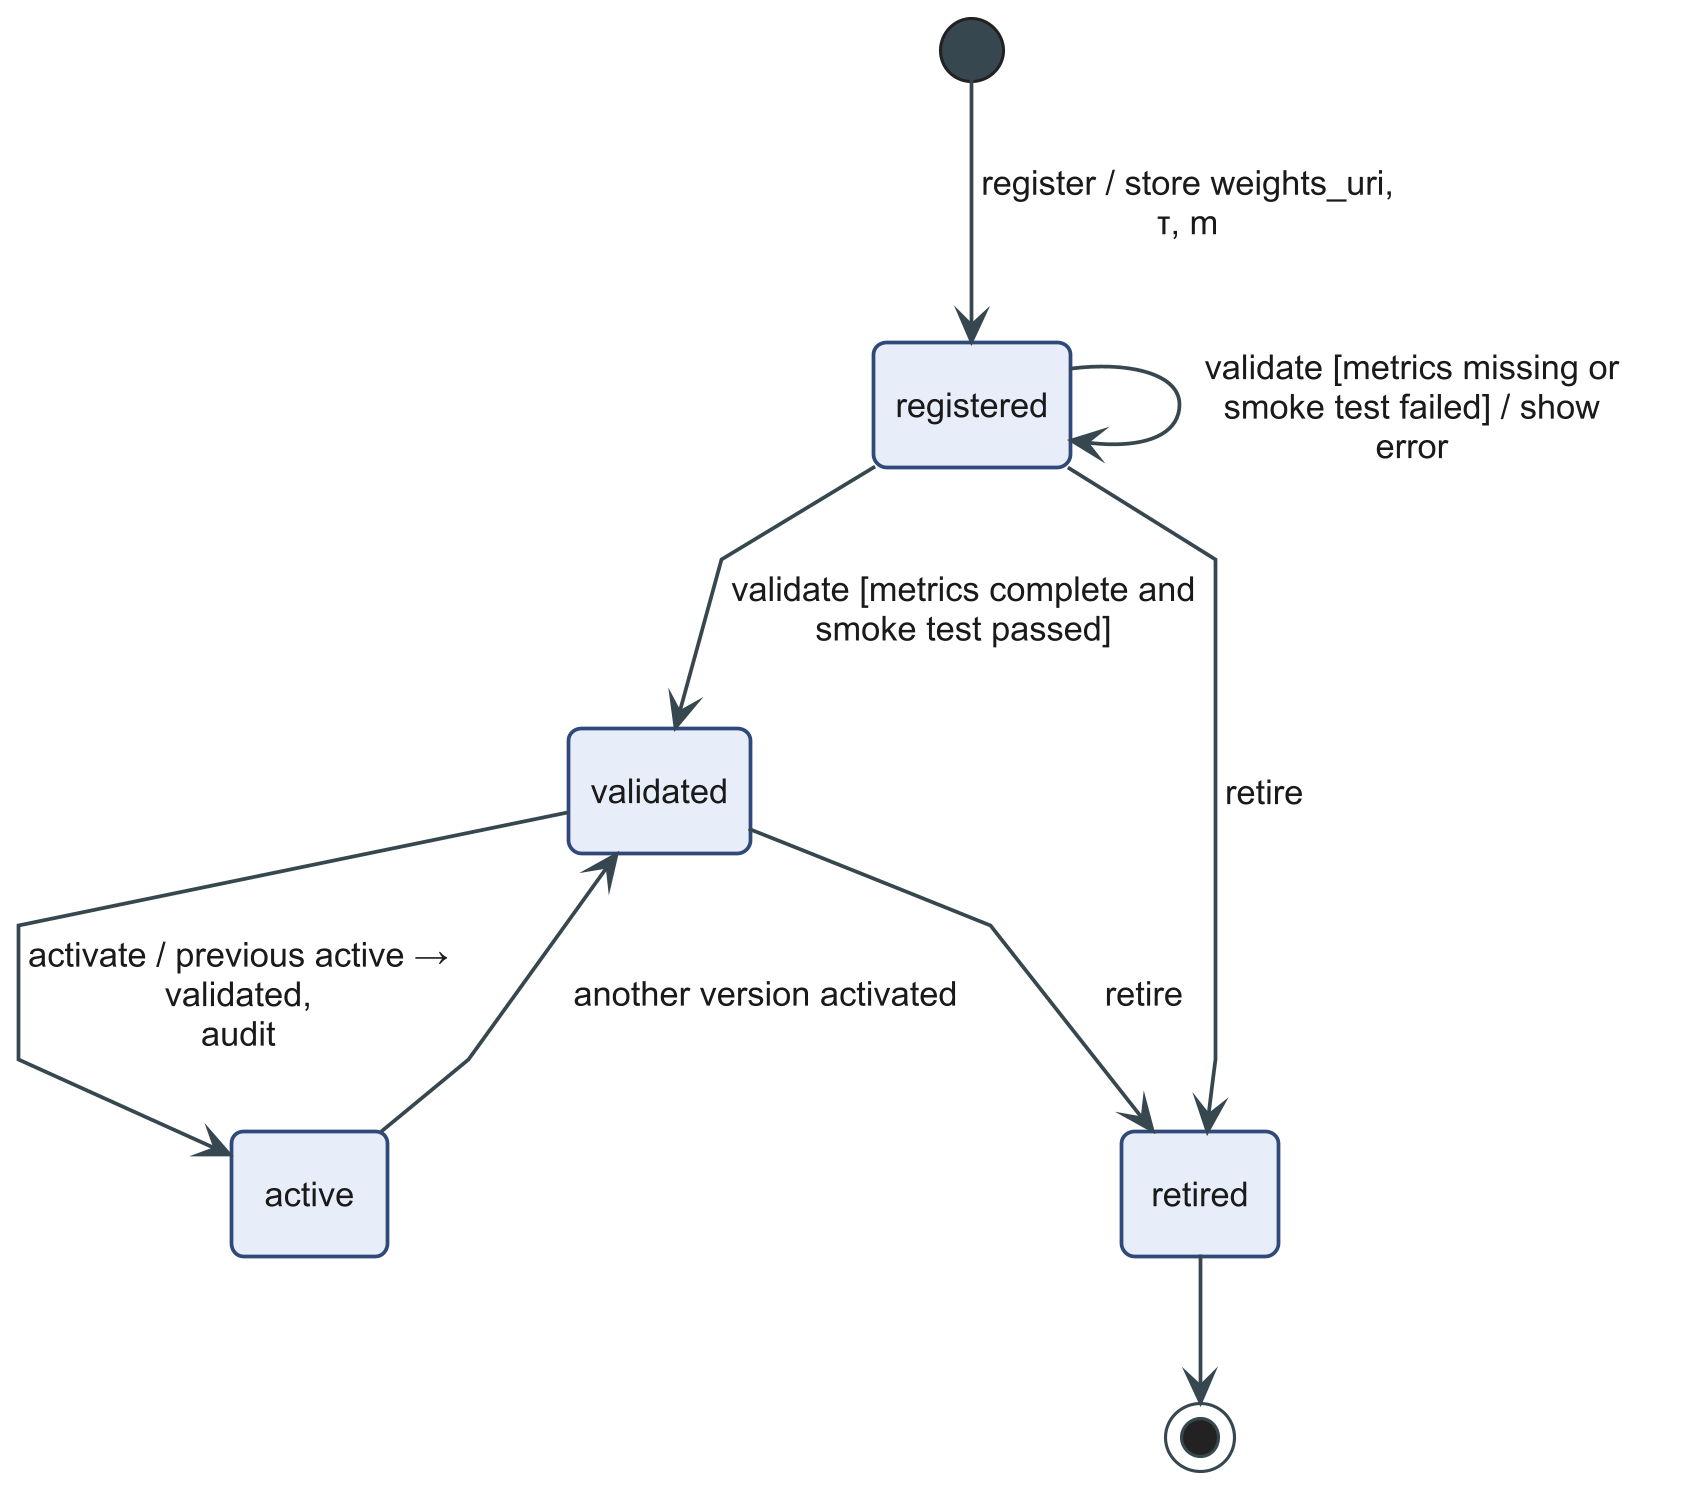 register / store weights_uri,
τ, m
registered
validate [metrics missing or
smoke test failed] / show
error
validate [metrics complete and
smoke test passed]
validated
retire
activate / previous active →
validated,
audit
another version activated
retire
active
retired